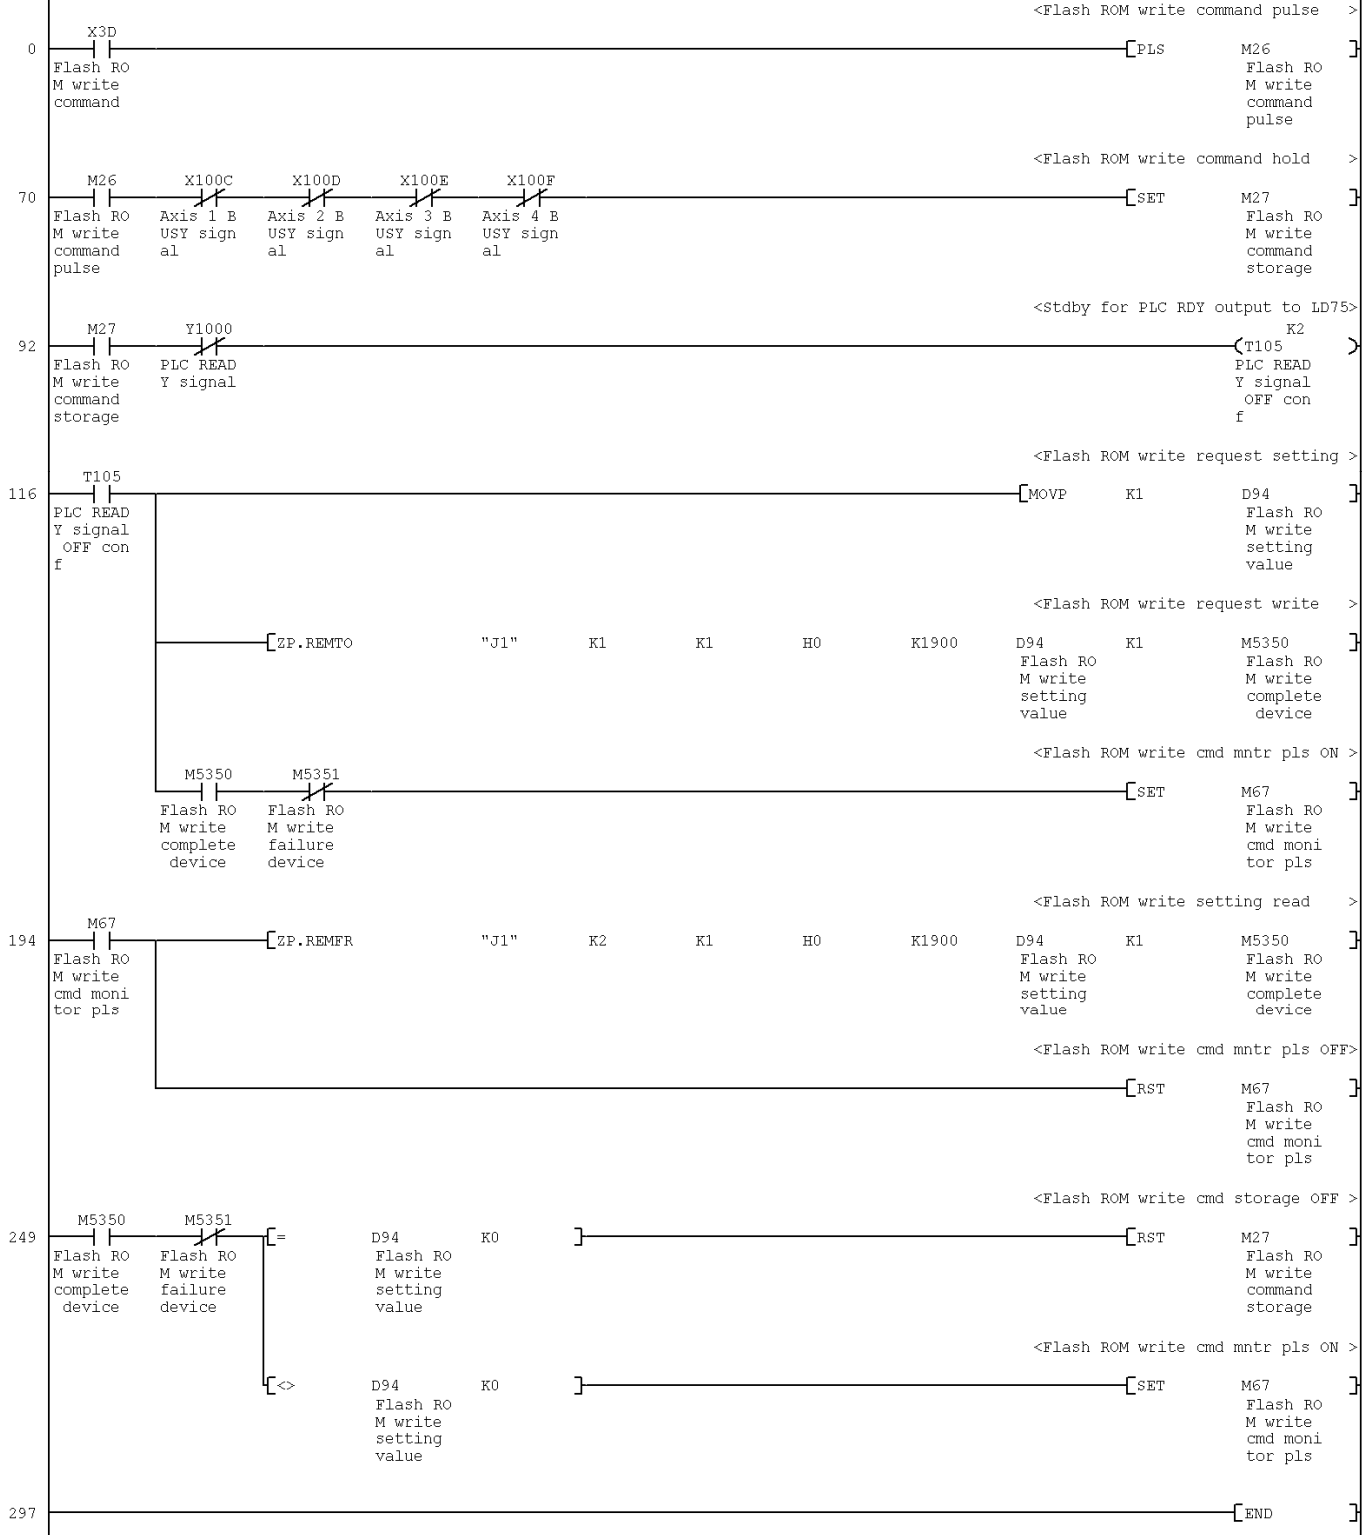 <Flash ROM write command pulse >
X3D
0 PLS M26
Flash RO Flash RO
M write M write
command command
pulse
<Flash ROM write command hold >
M26 X100C X100D X100E X100F
70 SET M27
Flash RO Axis 1 B Axis 2 B Axis 3 B Axis 4 B Flash RO
M write USY sign USY sign USY sign USY sign M write
command al al al al command
pulse storage
<Stdby for PLC RDY output to LD75>
M27 Y1000 K2
92 T105
Flash RO PLC READ PLC READ
M write Y signal Y signal
command OFF con
storage f
<Flash ROM write request setting >
T105
116 MOVP K1 D94
PLC READ Flash RO
Y signal M write
OFF con setting
f value
<Flash ROM write request write >
ZP.REMTO "J1" K1 K1 H0 K1900 D94 K1 M5350
Flash RO Flash RO
M write M write
setting complete
value device
<Flash ROM write cmd mntr pls ON >
M5350 M5351
SET M67
Flash RO Flash RO Flash RO
M write M write M write
complete failure cmd moni
device device tor pls
<Flash ROM write setting read >
M67
194 ZP.REMFR "J1" K2 K1 H0 K1900 D94 K1 M5350
Flash RO Flash RO Flash RO
M write M write M write
cmd moni setting complete
tor pls value device
<Flash ROM write cmd mntr pls OFF>
RST M67
Flash RO
M write
cmd moni
tor pls
<Flash ROM write cmd storage OFF >
M5350 M5351
249 = D94 K0 RST M27
Flash RO Flash RO Flash RO Flash RO
M write M write M write M write
complete failure setting command
device device value storage
<Flash ROM write cmd mntr pls ON >
<> D94 K0 SET M67
Flash RO Flash RO
M write M write
setting cmd moni
value tor pls
297 END